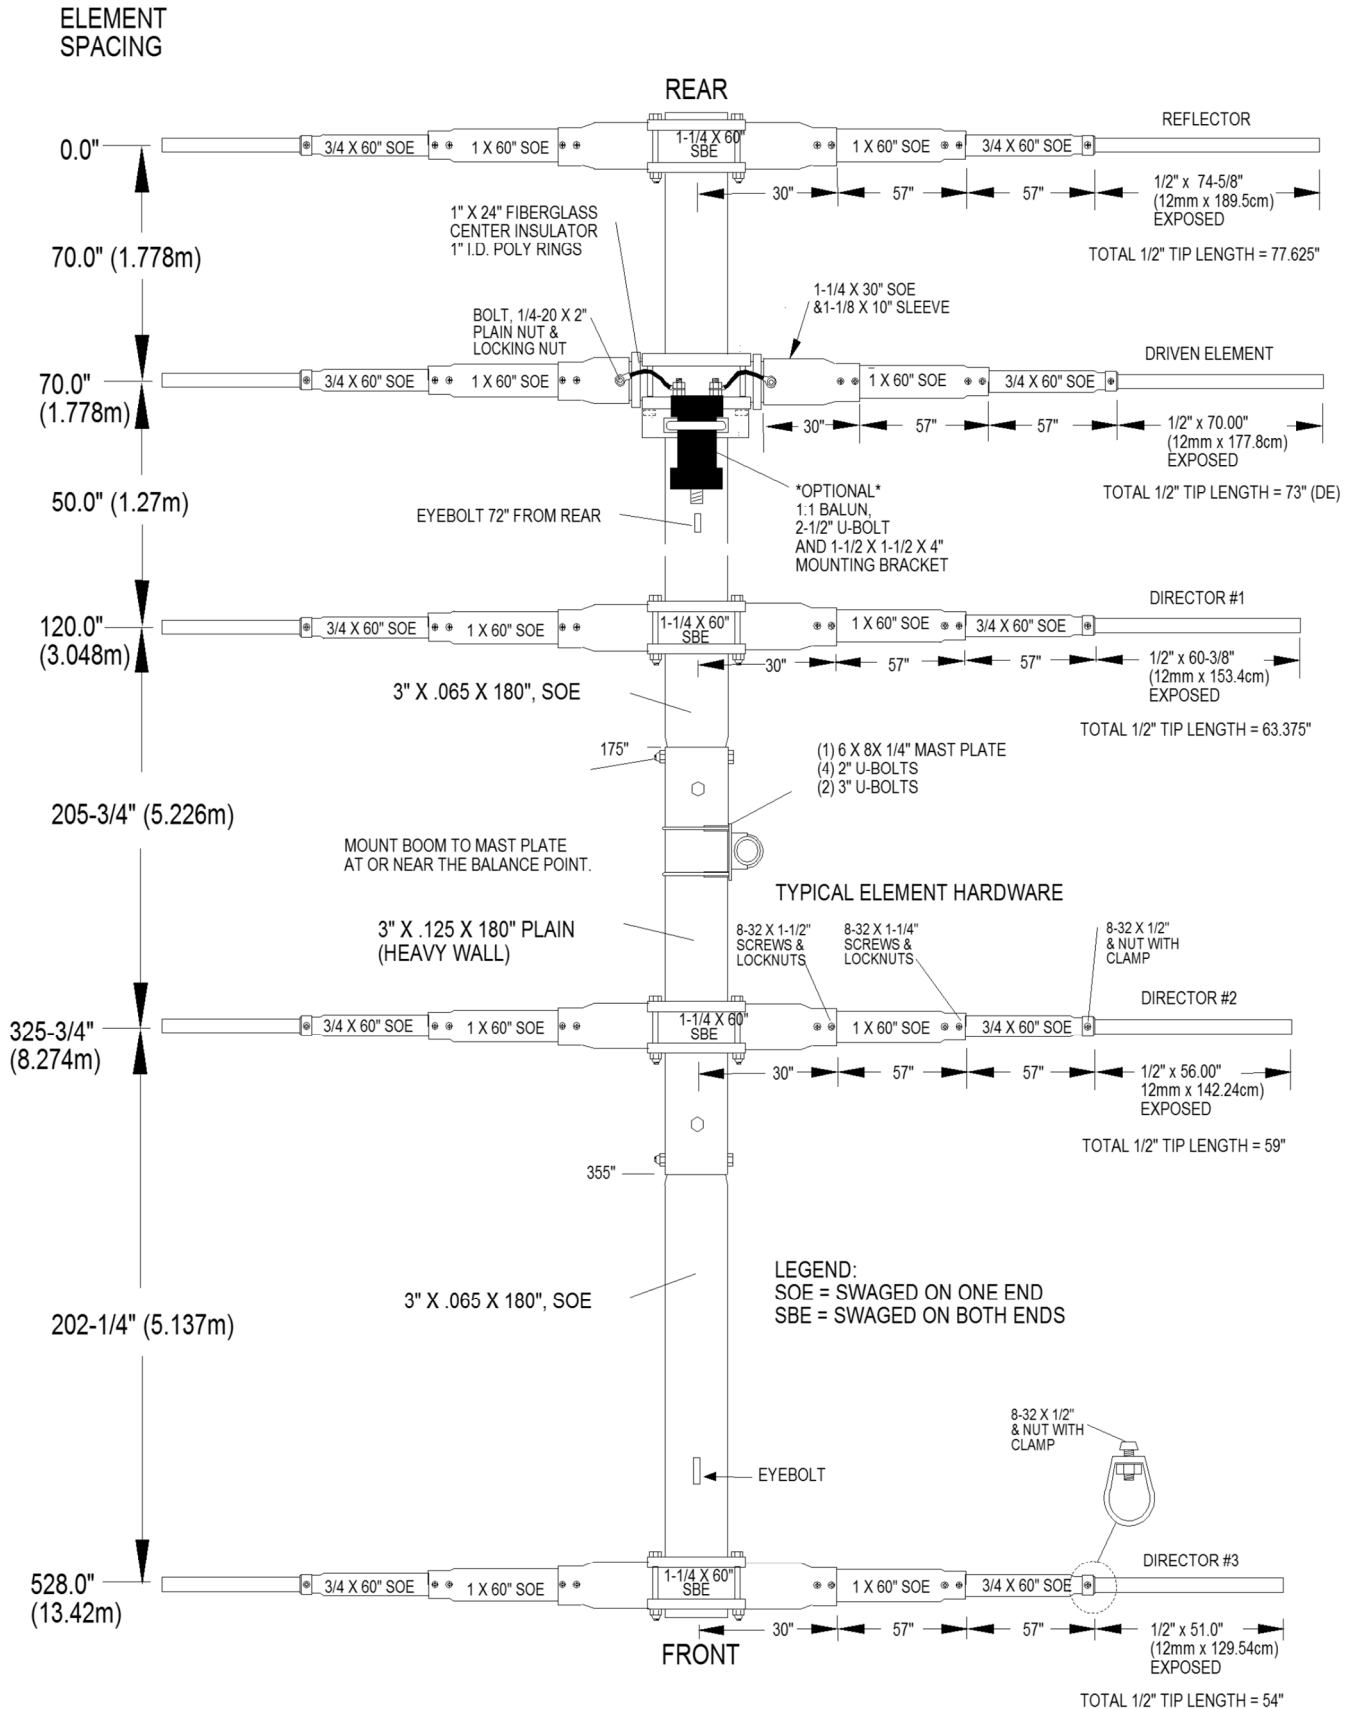 ELEMENT
SPACING
REAR
REFLECTOR
0.0"
3/4 X 60" SOE
1 X 60" SOE
1-1/4 X 60"
SBE
1 X 60" SOE
3/4 X 60" SOE
30"
57"
57"
1/2" x 74-5/8"
(12mm x 189.5cm)
EXPOSED
TOTAL 1/2" TIP LENGTH = 77.625"
1" X 24" FIBERGLASS
CENTER INSULATOR
1" I.D. POLY RINGS
70.0" (1.778m)
1-1/4 X 30" SOE
&1-1/8 X 10" SLEEVE
BOLT, 1/4-20 X 2"
PLAIN NUT &
LOCKING NUT
DRIVEN ELEMENT
70.0"
(1.778m)
3/4 X 60" SOE
1 X 60" SOE
1 X 60" SOE
3/4 X 60" SOE
30"
57"
57"
1/2" x 70.00"
(12mm x 177.8cm)
EXPOSED
TOTAL 1/2" TIP LENGTH = 73" (DE)
50.0" (1.27m)
EYEBOLT 72" FROM REAR
*OPTIONAL*
1:1 BALUN,
2-1/2" U-BOLT
AND 1-1/2 X 1-1/2 X 4"
MOUNTING BRACKET
DIRECTOR #1
120.0"
(3.048m)
3/4 X 60" SOE
1 X 60" SOE
1-1/4 X 60"
SBE
1 X 60" SOE
3/4 X 60" SOE
30"
57"
57"
1/2" x 60-3/8"
(12mm x 153.4cm)
EXPOSED
TOTAL 1/2" TIP LENGTH = 63.375"
3" X .065 X 180", SOE
175"
(1) 6 X 8X 1/4" MAST PLATE
(4) 2" U-BOLTS
(2) 3" U-BOLTS
205-3/4" (5.226m)
MOUNT BOOM TO MAST PLATE
AT OR NEAR THE BALANCE POINT.
TYPICAL ELEMENT HARDWARE
3" X .125 X 180" PLAIN
(HEAVY WALL)
8-32 X 1-1/2"
SCREWS &
LOCKNUTS
8-32 X 1-1/4"
SCREWS &
LOCKNUTS
8-32 X 1/2"
& NUT WITH
CLAMP
DIRECTOR #2
325-3/4"
(8.274m)
3/4 X 60" SOE
1 X 60" SOE
1-1/4 X 60"
SBE
1 X 60" SOE
3/4 X 60" SOE
30"
57"
57"
1/2" x 56.00"
12mm x 142.24cm)
EXPOSED
TOTAL 1/2" TIP LENGTH = 59"
355"
LEGEND:
SOE = SWAGED ON ONE END
SBE = SWAGED ON BOTH ENDS
3" X .065 X 180", SOE
202-1/4" (5.137m)
8-32 X 1/2"
& NUT WITH
CLAMP
EYEBOLT
DIRECTOR #3
528.0"
(13.42m)
3/4 X 60" SOE
1 X 60" SOE
1-1/4 X 60"
SBE
1 X 60" SOE
3/4 X 60" SOE
30"
57"
57"
1/2" x 51.0"
(12mm x 129.54cm)
EXPOSED
FRONT
TOTAL 1/2" TIP LENGTH = 54"